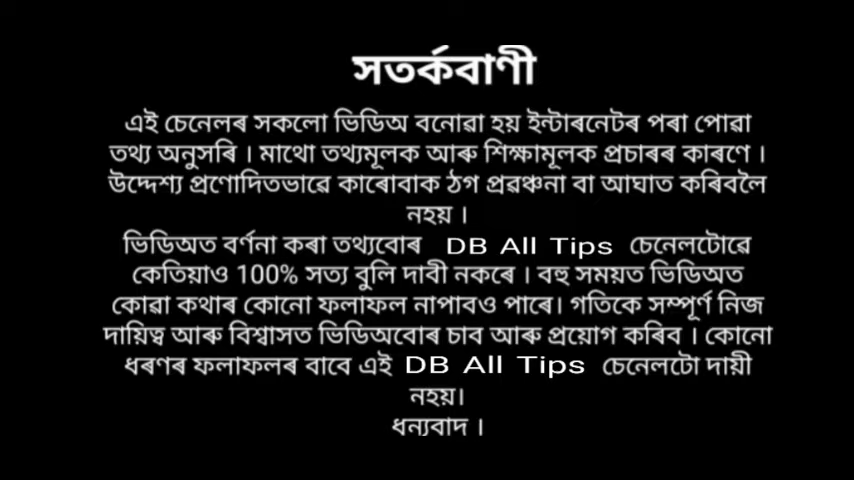 সতৰ্কবাণী
এই চেনেলৰ সকলো ভিডিঅ বনোৱা হয় ইন্টাৰনেটৰ পৰা পোৱা
তথ্য অনুসৰি । মাথো তথ্যমূলক আৰু শিক্ষামূলক প্ৰচাৰৰ কাৰণে ।
উদ্দেশ্য প্ৰণোদিতভাৱে কাৰোবাক ঠগ প্ৰৱঞ্চনা বা আঘাত কৰিবলৈ
নহয় ।
ভিডিঅত বৰ্ণনা কৰা তথ্যবোৰ DB All Tips চেনেলটোৱে
কেতিয়াও 100% সত্য বুলি দাবী নকৰে । বহু সময়ত ভিডিঅত
কোৱা কথাৰ কোনো ফলাফল নাপাবও পাৰে। গতিকে সম্পূৰ্ণ নিজ
দায়িত্ব আৰু বিশ্বাসত ভিডিঅবোৰ চাব আৰু প্ৰয়োগ কৰিব । কোনো
ধৰণৰ ফলাফলৰ বাবে এই DB All Tips চেনেলটো দায়ী
নহয়।
ধন্যবাদ ।